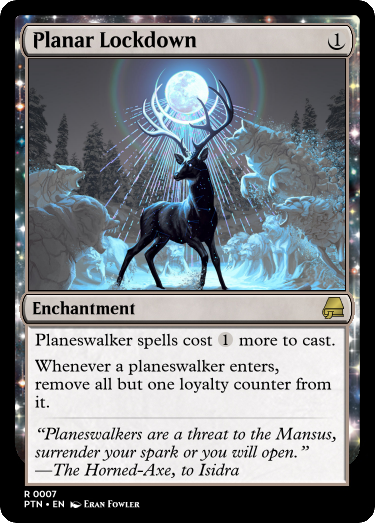 Planar Lockdown 1
Enchantment
Planeswalker spells cost 1 more to cast.
Whenever a planeswalker enters,
remove all but one loyalty counter from
it.
“Planeswalkers are a threat to the Mansus,
surrender your spark or you will open.”
—The Horned-Axe, to Isidra
R 0007
PTN • EN Eran Fowler